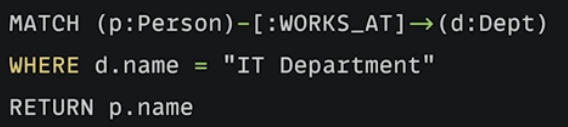 MATCH (p:Person)-[:WORKS_AT]->(d:Dept)
WHERE d.name = "IT Department"
RETURN p.name